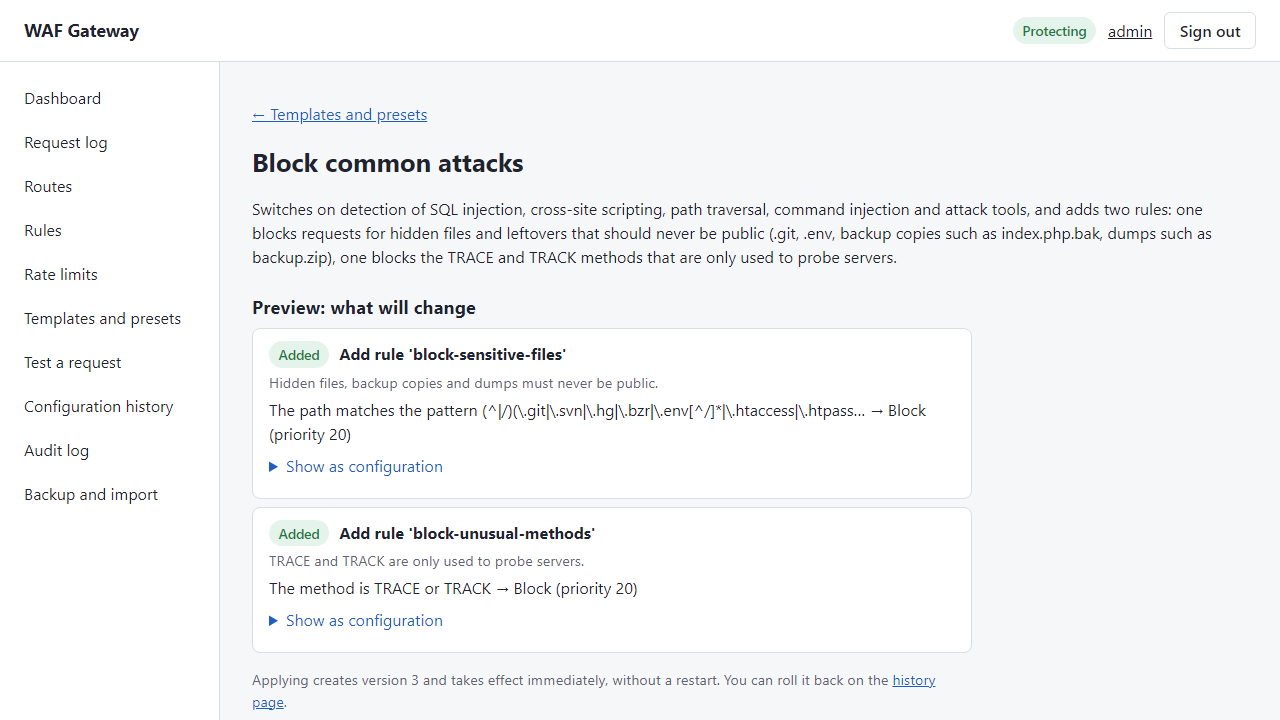 WAF Gateway
Protecting
admin
Sign out
Dashboard
Request log
Routes
Rules
Rate limits
Templates and presets
Test a request
Configuration history
Audit log
Backup and import
← Templates and presets
Block common attacks
Switches on detection of SQL injection, cross-site scripting, path traversal, command injection and attack tools, and adds two rules: one
blocks requests for hidden files and leftovers that should never be public (.git, .env, backup copies such as index.php.bak, dumps such as
backup.zip), one blocks the TRACE and TRACK methods that are only used to probe servers.
Preview: what will change
Added Add rule 'block-sensitive-files'
Hidden files, backup copies and dumps must never be public.
The path matches the pattern (^|/)(\.git|\.svn|\.hg|\.bzr|\.env[^/]*|\.htaccess|\.htpass… → Block
(priority 20)
Show as configuration
Added Add rule 'block-unusual-methods'
TRACE and TRACK are only used to probe servers.
The method is TRACE or TRACK → Block (priority 20)
Show as configuration
Applying creates version 3 and takes effect immediately, without a restart. You can roll it back on the history
page.